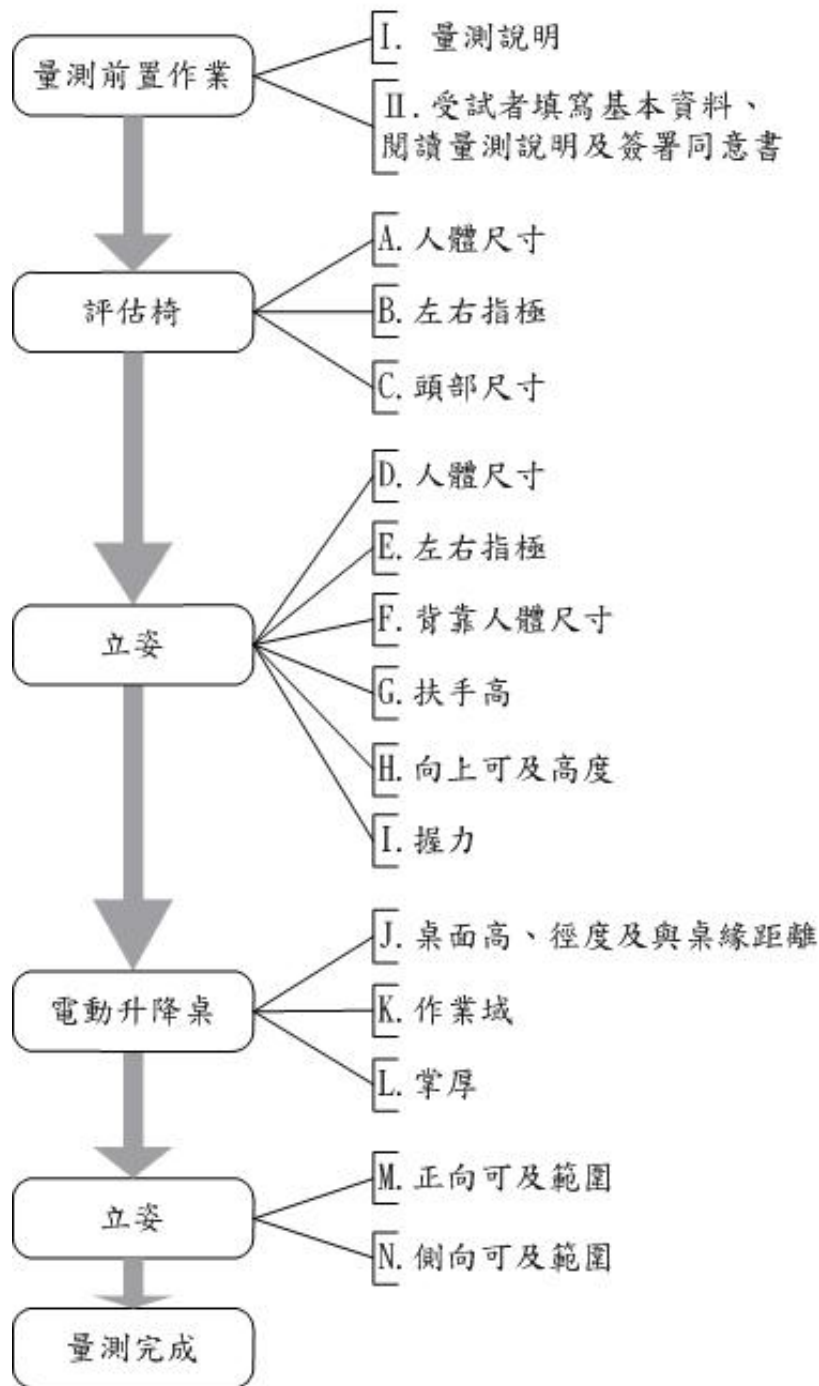 量測前置作業
I. 量測說明
II.受試者填寫基本資料、
閱讀量測說明及簽署同意書
評估椅
A.人體尺寸
B.左右指極
C.頭部尺寸
立姿
D.人體尺寸
E.左右指極
F.背靠人體尺寸
G.扶手高
H.向上可及高度
I.握力
電動升降桌
J.桌面高、徑度及與桌緣距離
K.作業域
L.掌厚
立姿
M.正向可及範圍
N.側向可及範圍
量測完成